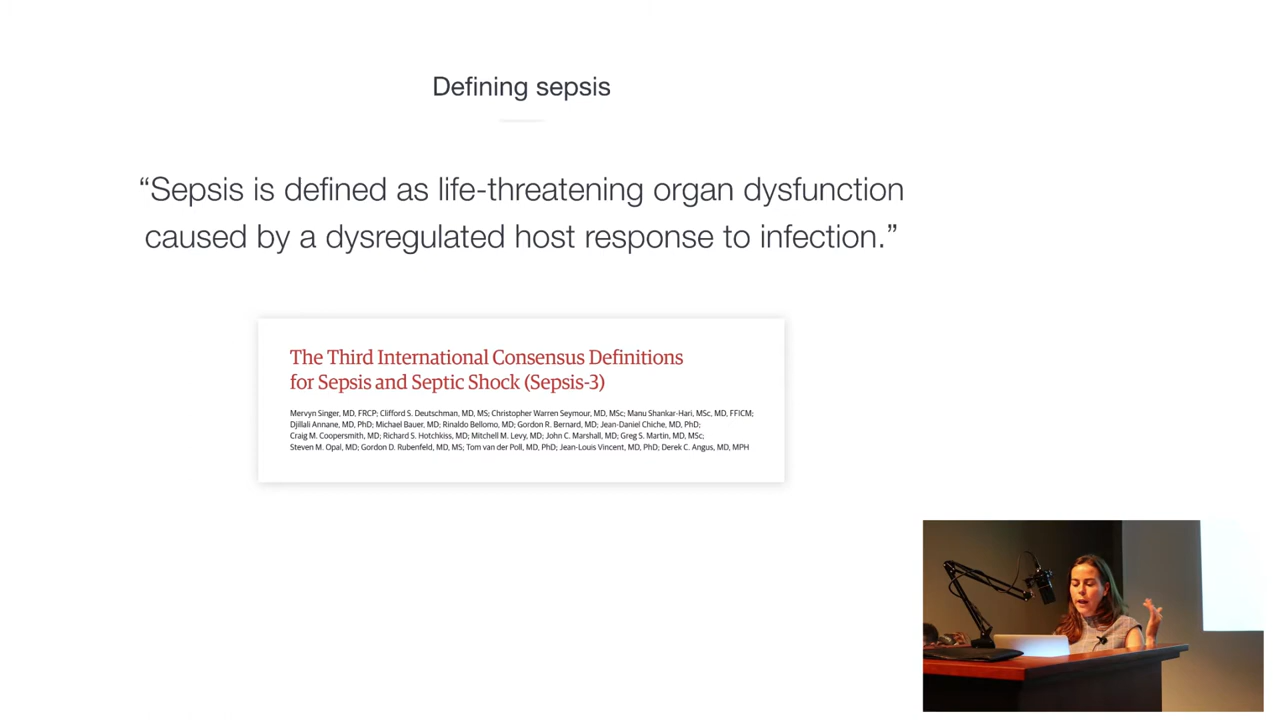 Defining sepsis
“Sepsis is defined as life-threatening organ dysfunction
caused by a dysregulated host response to infection.”
The Third International Consensus Definitions
for Sepsis and Septic Shock (Sepsis-3)
Mervyn Singer, MD, FRCP; Clifford S. Deutschman, MD, MS; Christopher Warren Seymour, MD, MSc; Manu Shankar-Hari, MSc, MD, FFICM;
Djillali Annane, MD, PhD; Michael Bauer, MD; Rinaldo Bellomo, MD; Gordon R. Bernard, MD; Jean-Daniel Chiche, MD, PhD;
Craig M. Coopersmith, MD; Richard S. Hotchkiss, MD; Mitchell M. Levy, MD; John C. Marshall, MD; Greg S. Martin, MD, MSc;
Steven M. Opal, MD; Gordon D. Rubenfeld, MD, MS; Tom van der Poll, MD, PhD; Jean-Louis Vincent, MD, PhD; Derek C. Angus, MD, MPH